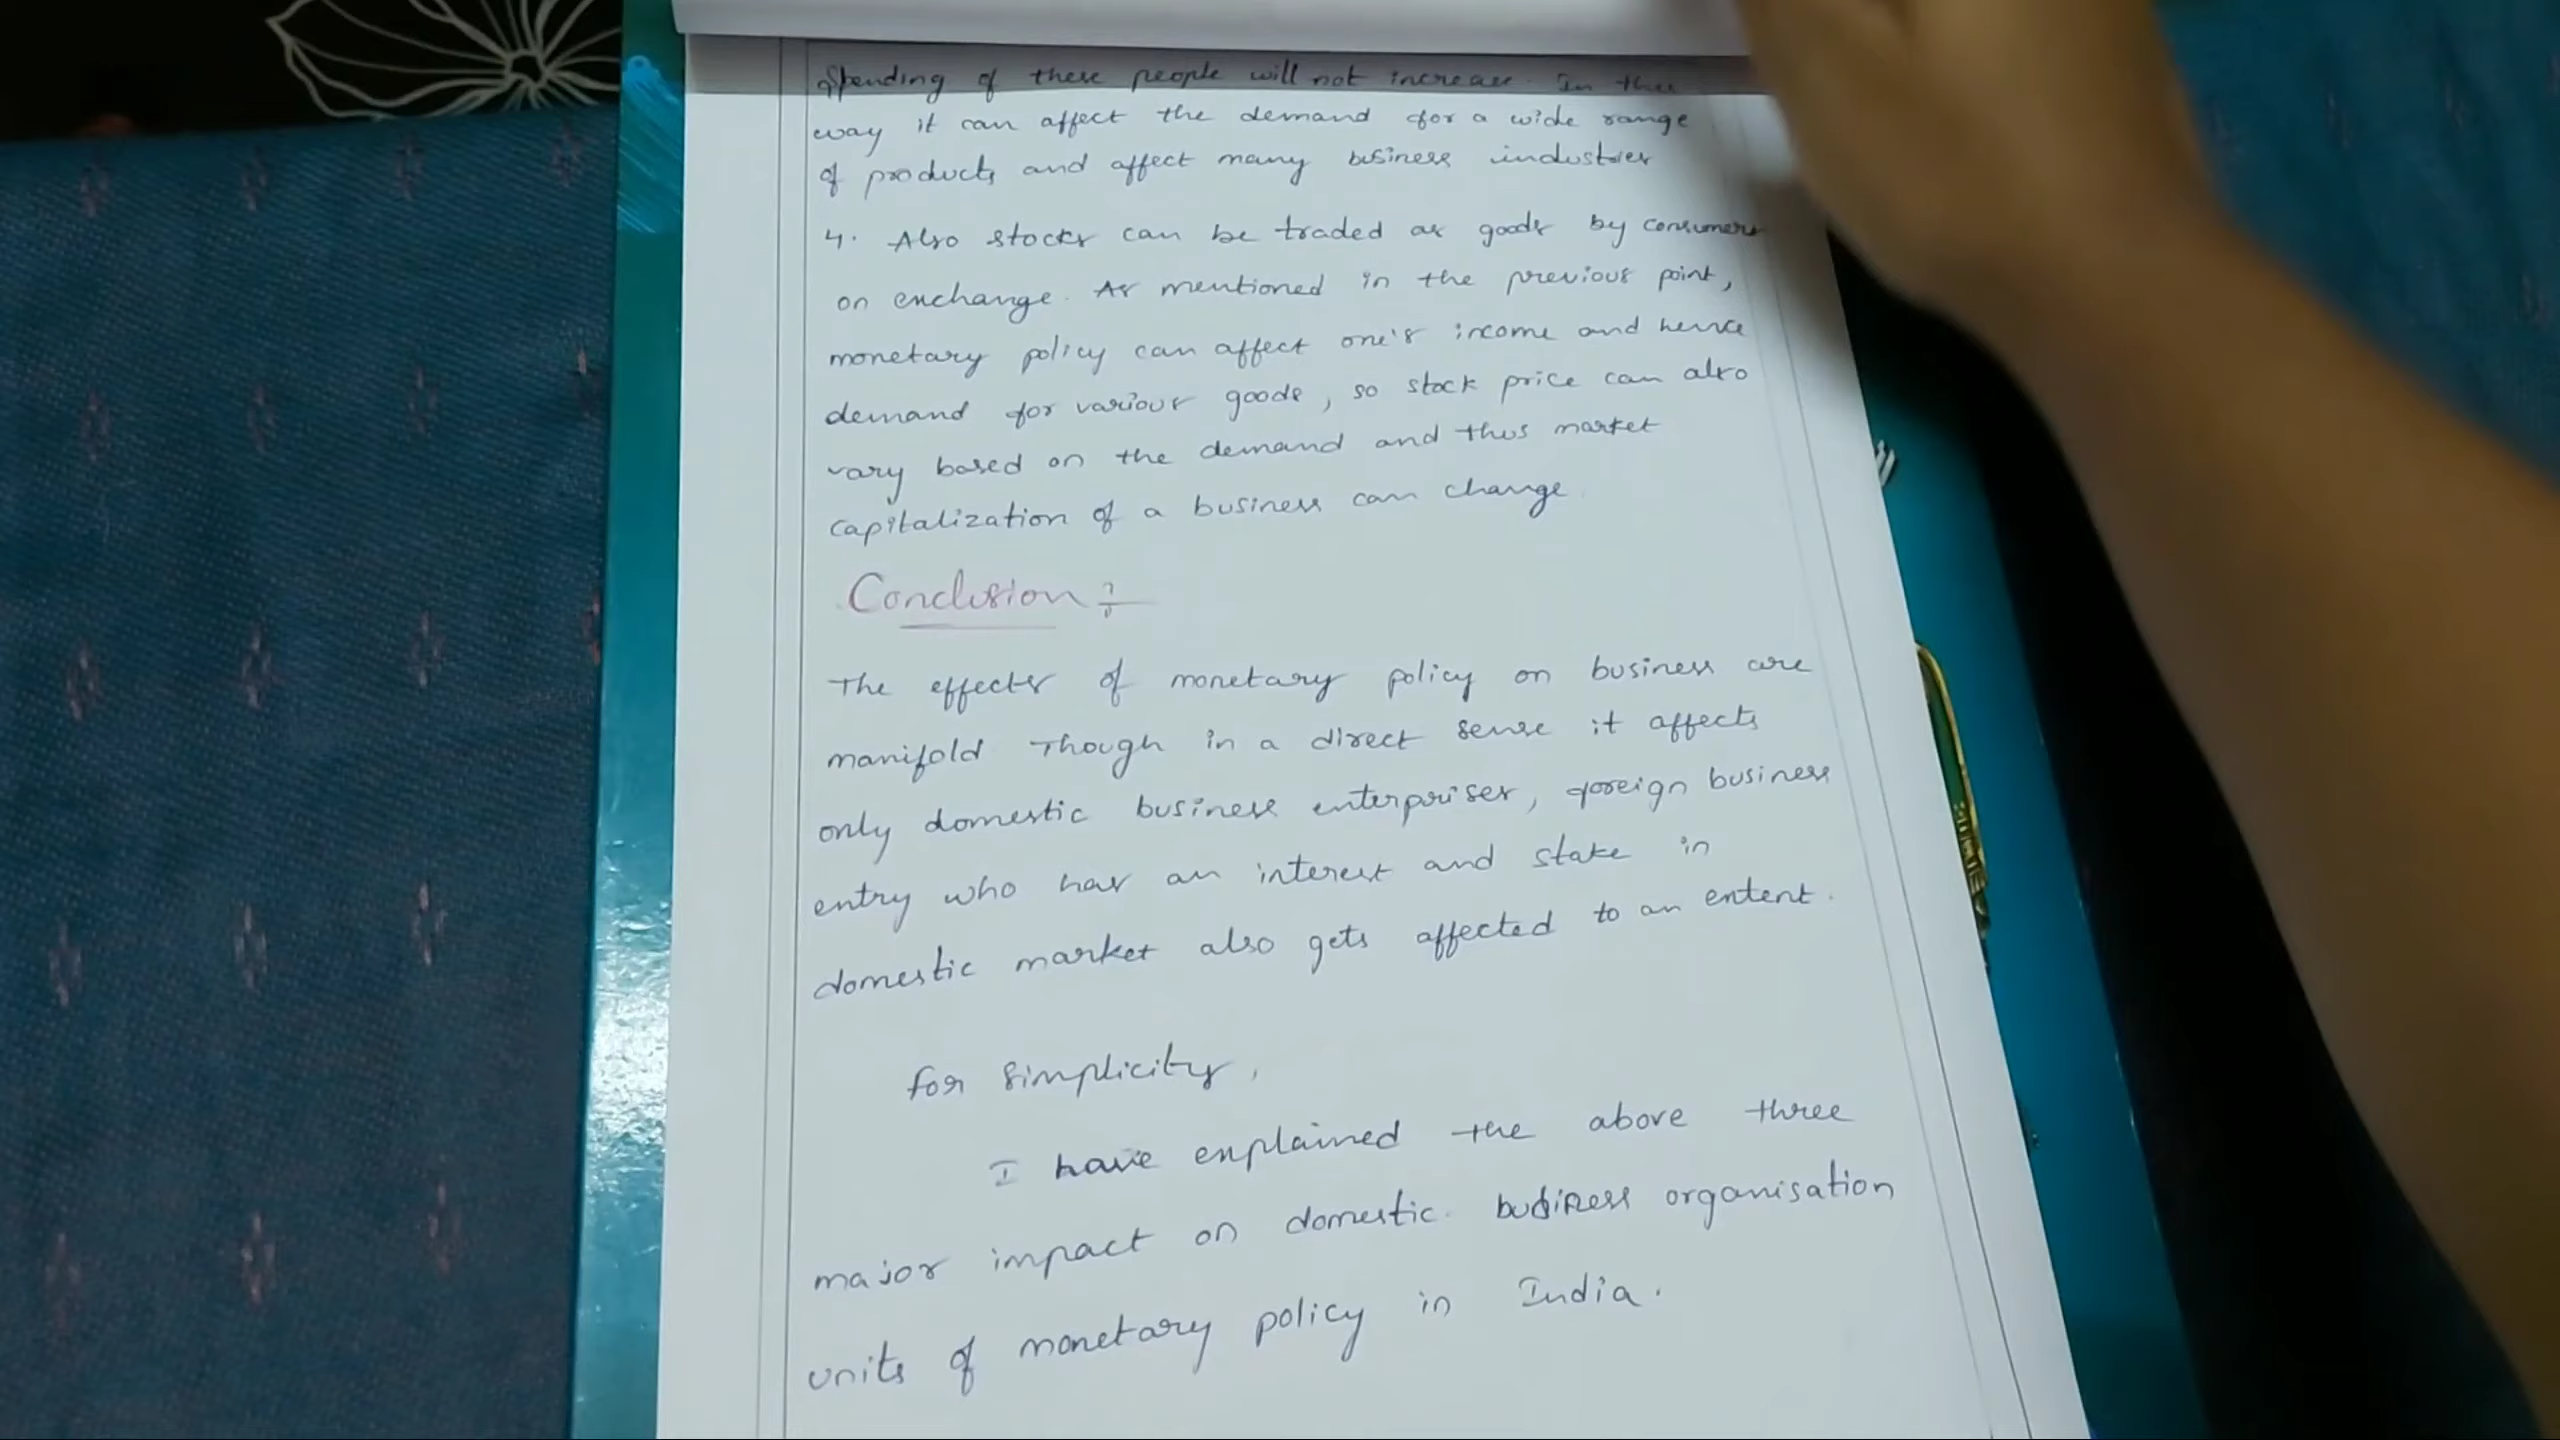 Spending of these people will not increase. In this
way it can affect the demand for a wide range
of products and affect many business industries
4. Also stocks can be traded as goods by consumers
on exchange. As mentioned in the previous point,
monetary policy can affect one's income and hence
demand for various goods, so stock price can also
vary based on the demand and thus market
capitalization of a business can change.
Conclusion :-
The effects of monetary policy on business are
manifold Though in a direct sense it affects
only domestic business enterprises, foreign business
entry who has an interest and stake in
domestic market also gets affected to an extent.
for simplicity,
I have explained the above three
major impact on domestic. business organisation
units of monetary policy in India.